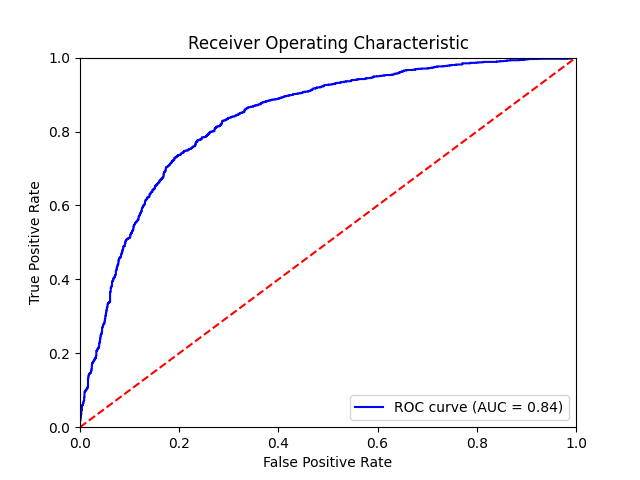 Receiver Operating Characteristic
1.0
0.8
0.6
0.4
0.2
0.0
True Positive Rate
ROC curve (AUC = 0.84)
0.0 0.2 0.4 0.6 0.8 1.0
False Positive Rate